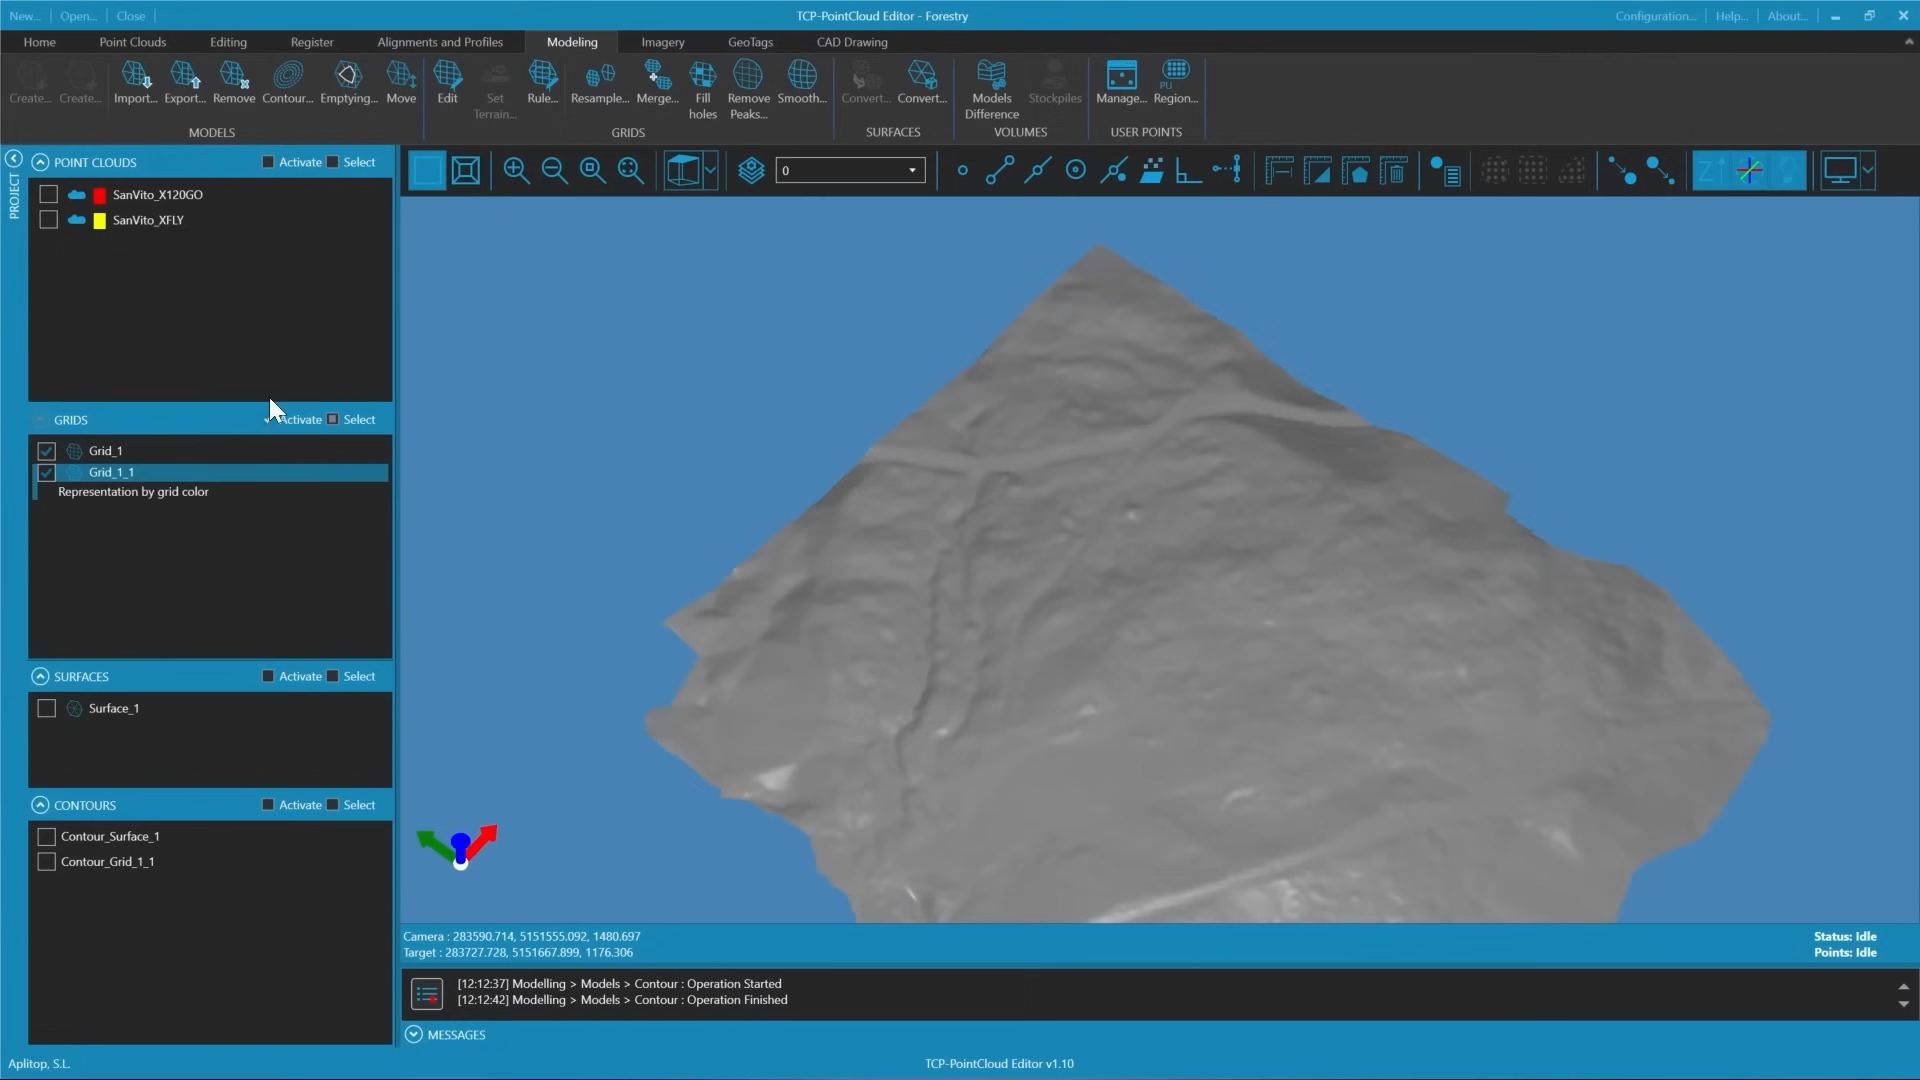 New... Open... Close TCP-PointCloud Editor - Forestry Configuration... Help... About...
Home Point Clouds Editing Register Alignments and Profiles Modeling Imagery GeoTags CAD Drawing
Create... Create... Import... Export... Remove Contour... Emptying... Move
MODELS
Edit Set Terrain... Rule... Resample... Merge... Fill holes Remove Peaks... Smooth...
GRIDS
Convert... Convert...
SURFACES
Models Difference Stockpiles
VOLUMES
Manage... PU Region...
USER POINTS
PROJECT
POINT CLOUDS Activate Select
SanVito_X120GO
SanVito_XFLY
0
GRIDS Activate Select
Grid_1
Grid_1_1
Representation by grid color
SURFACES Activate Select
Surface_1
CONTOURS Activate Select
Contour_Surface_1
Contour_Grid_1_1
Z
Camera : 283590.714, 5151555.092, 1480.697
Target : 283727.728, 5151667.899, 1176.306
Status: Idle
Points: Idle
[12:12:37] Modelling > Models > Contour : Operation Started
[12:12:42] Modelling > Models > Contour : Operation Finished
MESSAGES
Aplitop, S.L. TCP-PointCloud Editor v1.10